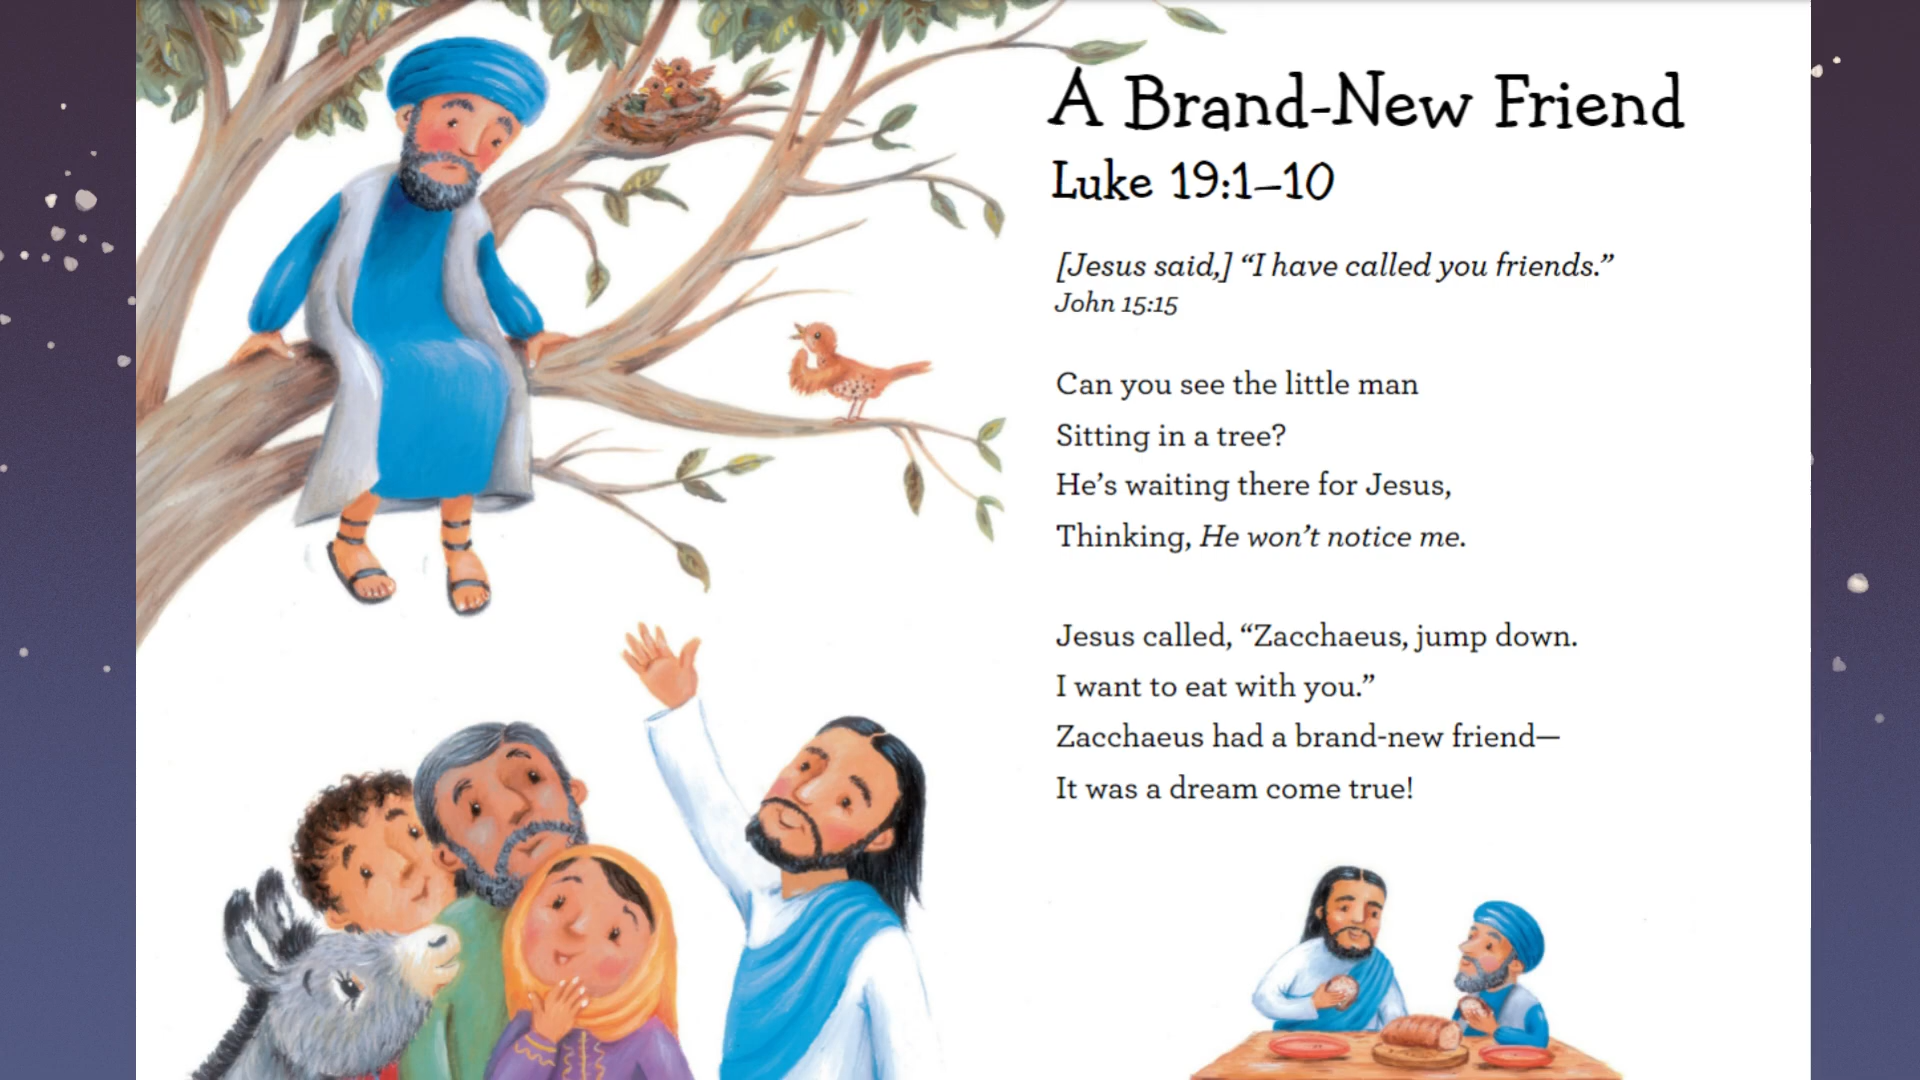 A Brand-New Friend
Luke 19:1–10
[Jesus said,] “I have called you friends.”
John 15:15
Can you see the little man
Sitting in a tree?
He’s waiting there for Jesus,
Thinking, He won’t notice me.
Jesus called, “Zacchaeus, jump down.
I want to eat with you.”
Zacchaeus had a brand-new friend—
It was a dream come true!